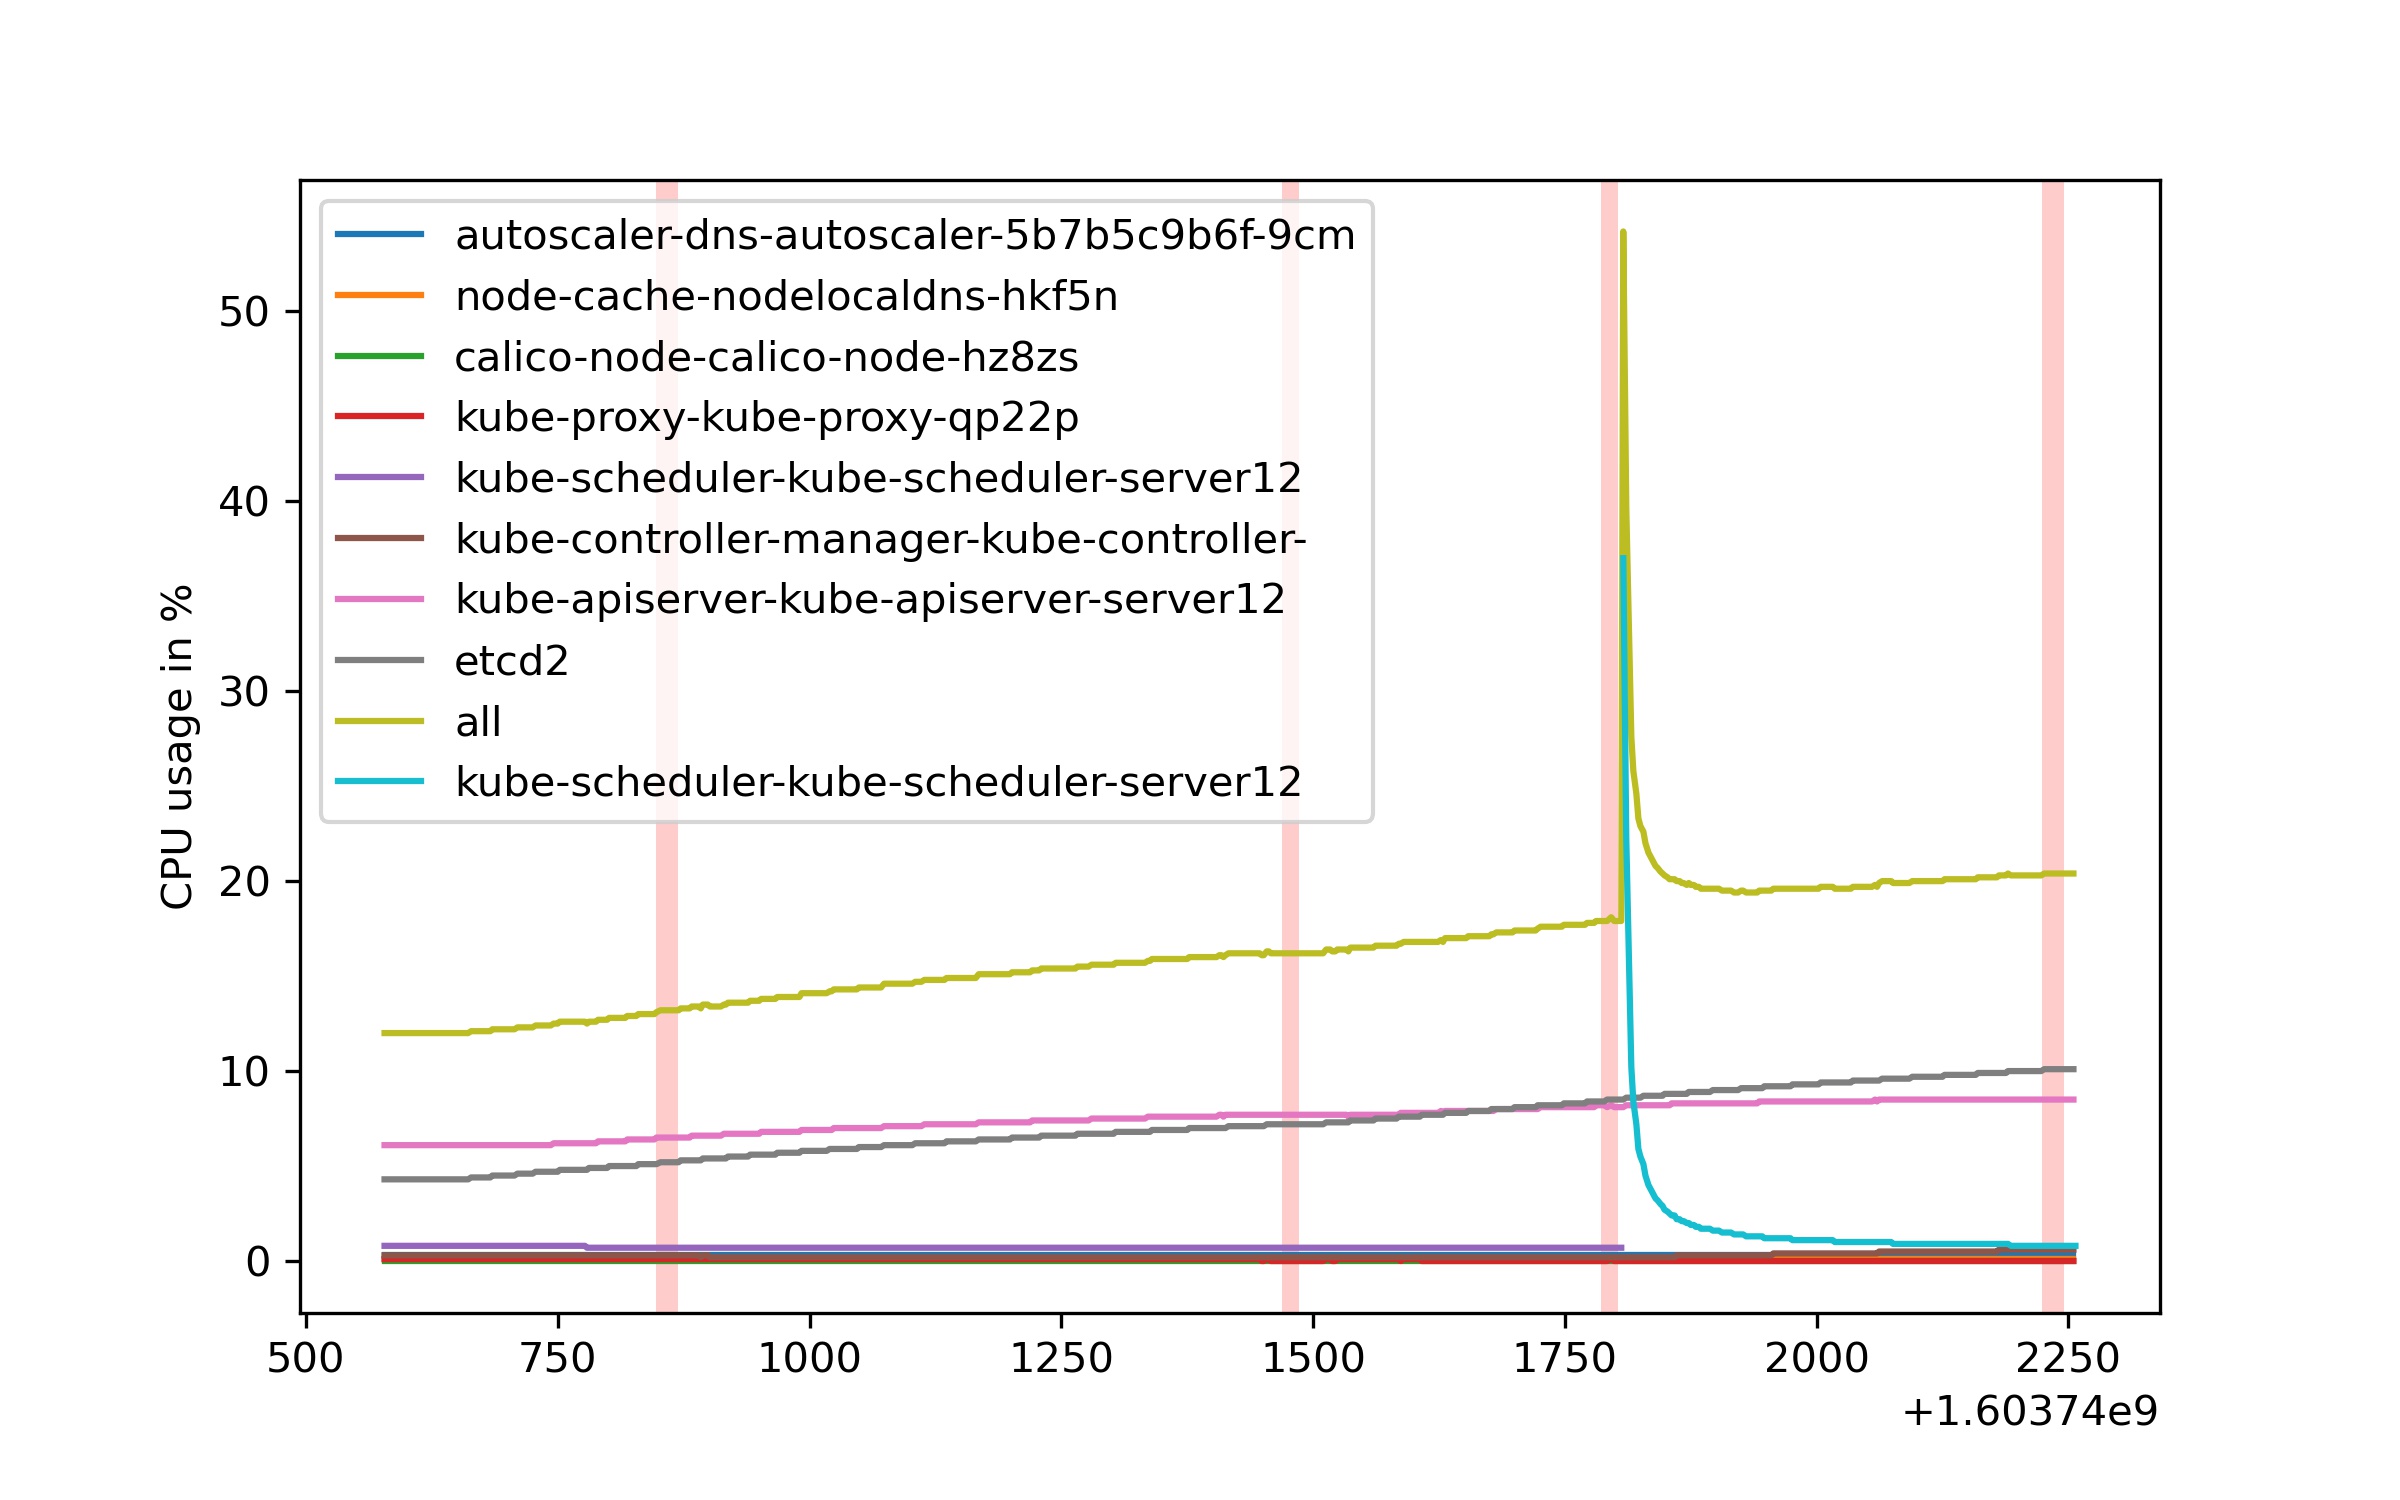 autoscaler-dns-autoscaler-5b7b5c9b6f-9cm
node-cache-nodelocaldns-hkf5n
calico-node-calico-node-hz8zs
kube-proxy-kube-proxy-qp22p
kube-scheduler-kube-scheduler-server12
kube-controller-manager-kube-controller-
kube-apiserver-kube-apiserver-server12
etcd2
all
kube-scheduler-kube-scheduler-server12
CPU usage in %
50
40
30
20
10
0
500 750 1000 1250 1500 1750 2000 2250
+1.60374e9